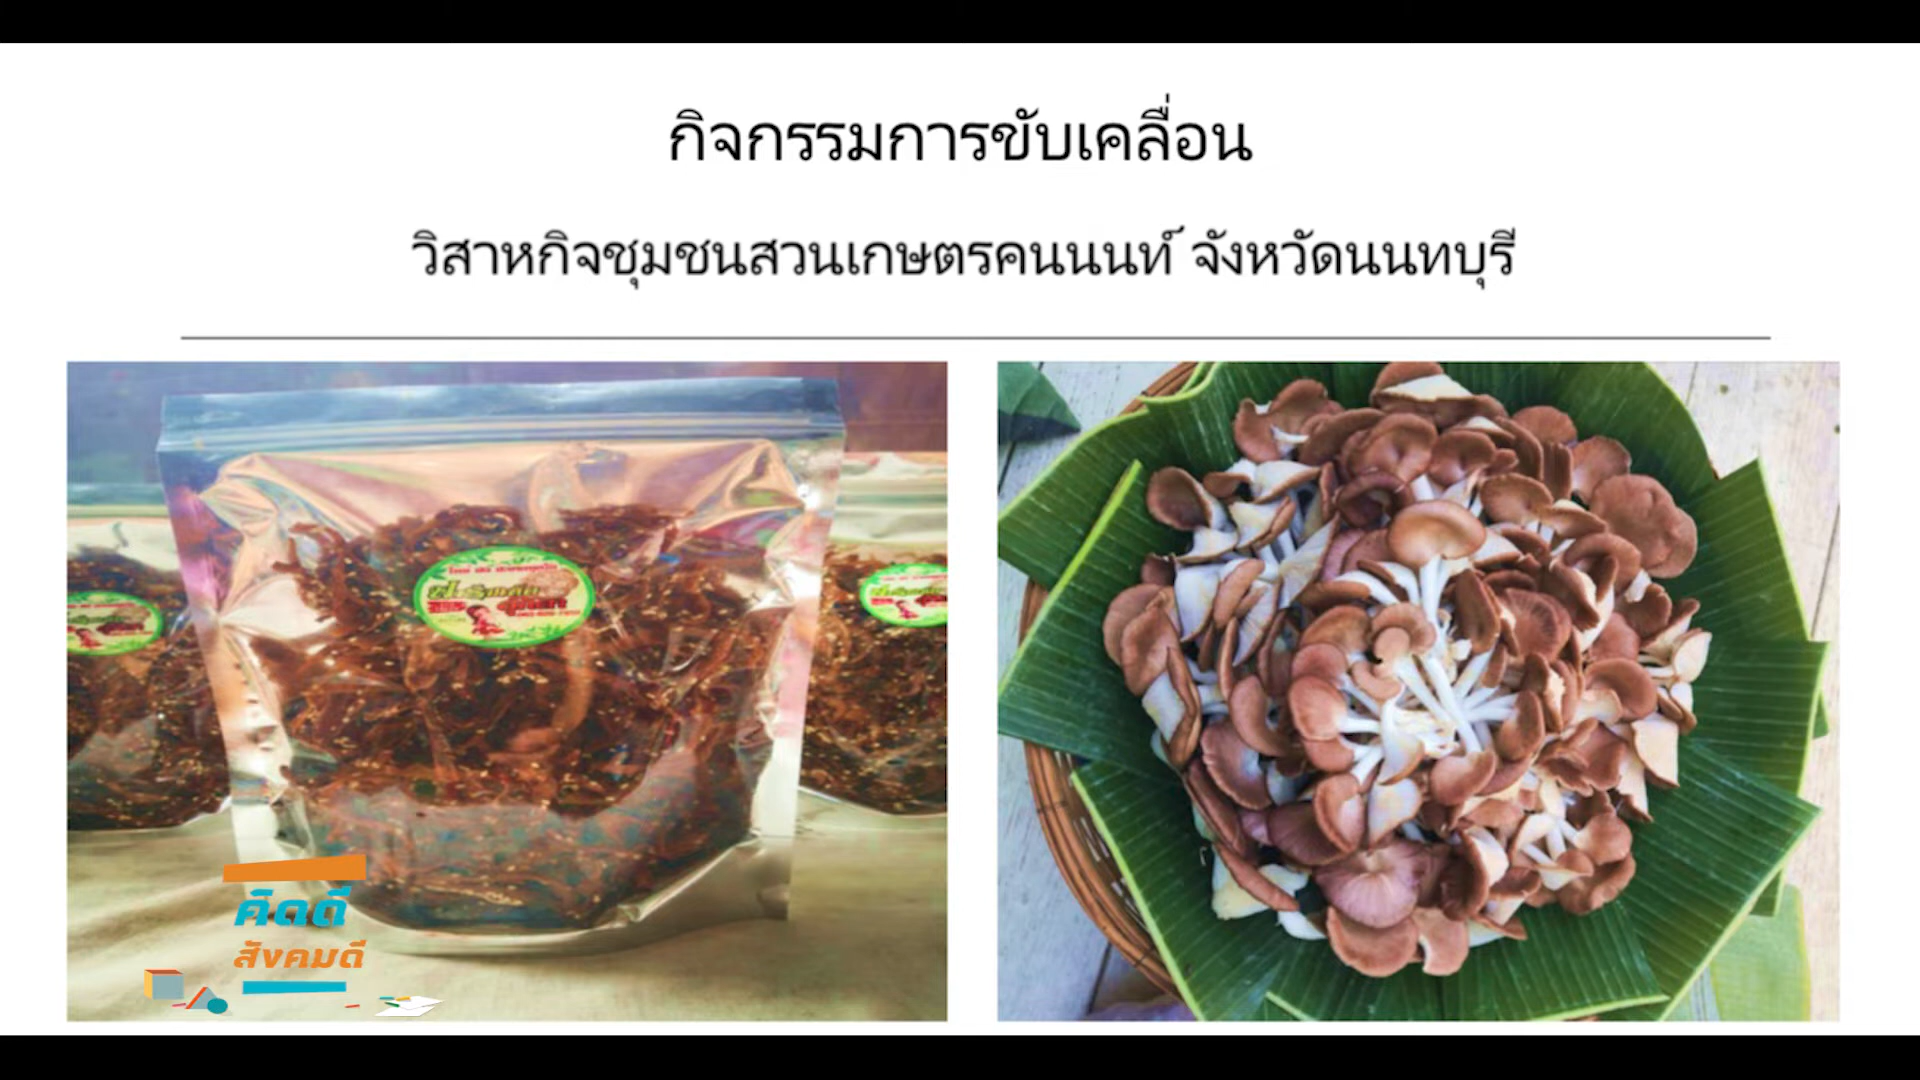 กิจกรรมการขับเคลื่อน
วิสาหกิจชุมชนสวนเกษตรคนนนท์ จังหวัดนนทบุรี
คิดดี
สังคมดี